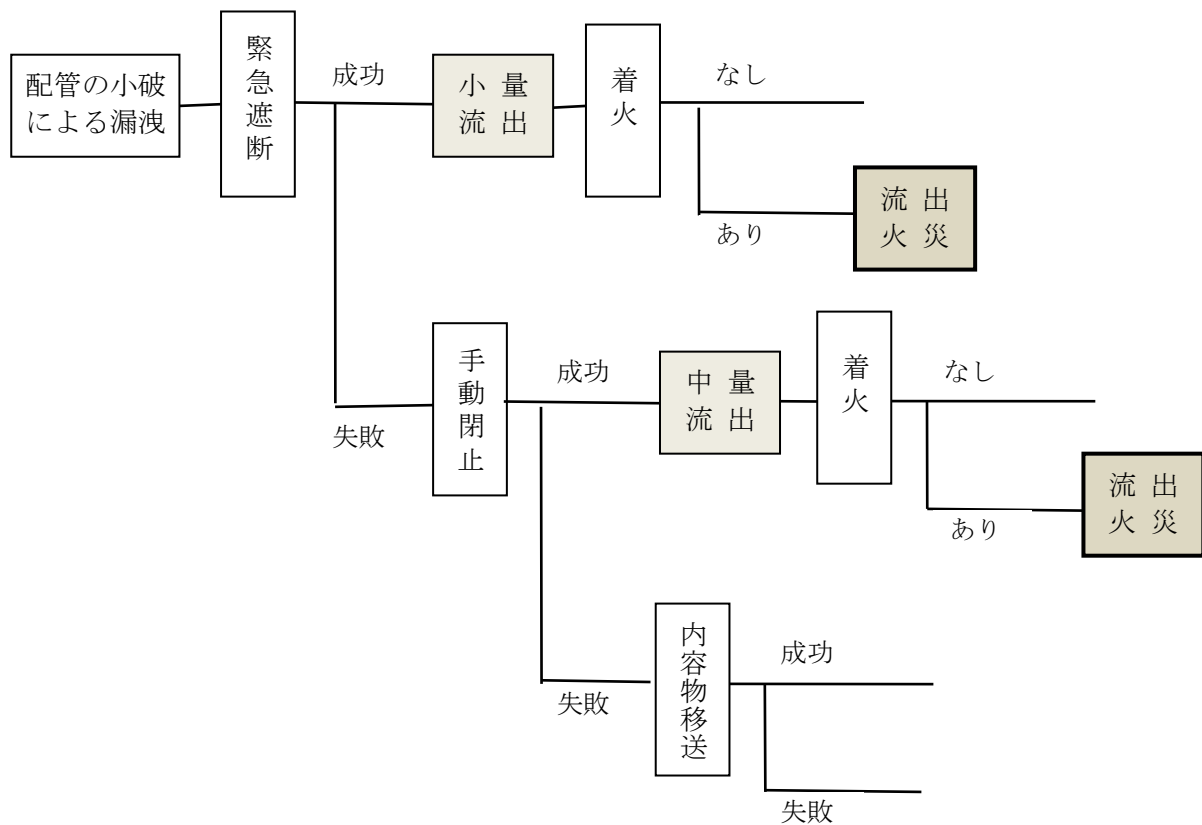 配管の小破
による漏洩
緊急遮断
成功
小量
流出
着火
なし
あり
流出
火災
失敗
手動閉止
成功
中量
流出
着火
なし
あり
流出
火災
失敗
内容物移送
成功
失敗